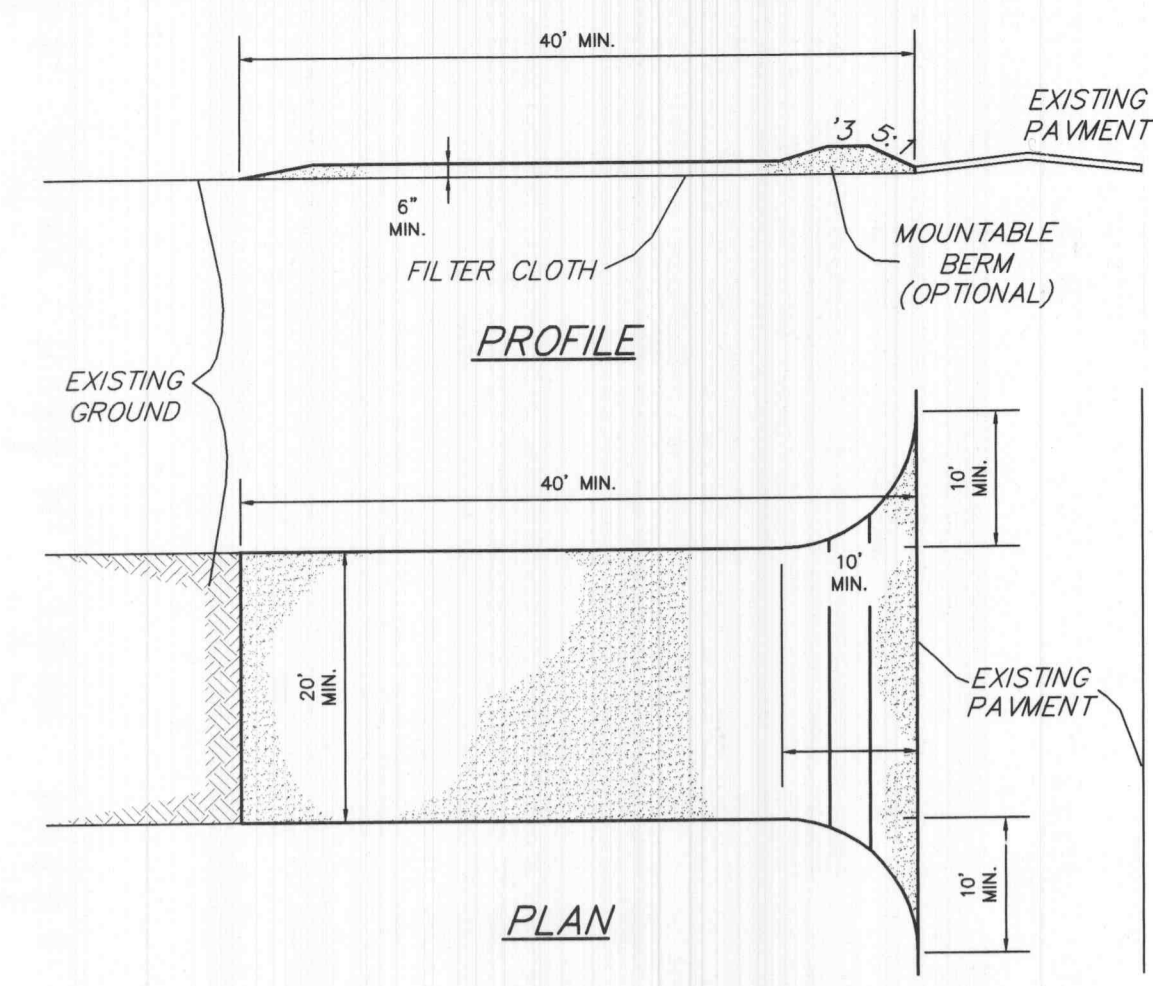 40' MIN.
EXISTING
PAVMENT
'3 5:1
6"
MIN.
FILTER CLOTH
MOUNTABLE
BERM
(OPTIONAL)
PROFILE
EXISTING
GROUND
40' MIN.
10'
MIN.
10'
MIN.
20'
MIN.
EXISTING
PAVMENT
10'
MIN.
PLAN